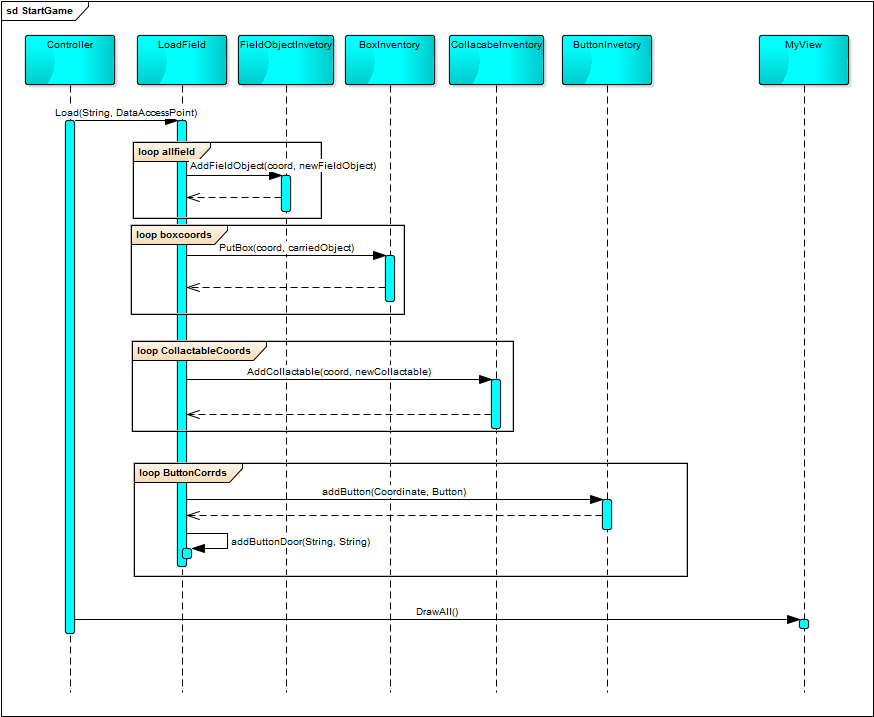 sd StartGame
Controller
LoadField
FieldObjectInvetory
BoxInventory
CollacabeInventory
ButtonInvetory
MyView
Load(String, DataAccessPoint)
loop allfield
AddFieldObject(coord, newFieldObject)
loop boxcoords
PutBox(coord, carriedObject)
loop CollactableCoords
AddCollactable(coord, newCollactable)
loop ButtonCorrds
addButton(Coordinate, Button)
addButtonDoor(String, String)
DrawAll()